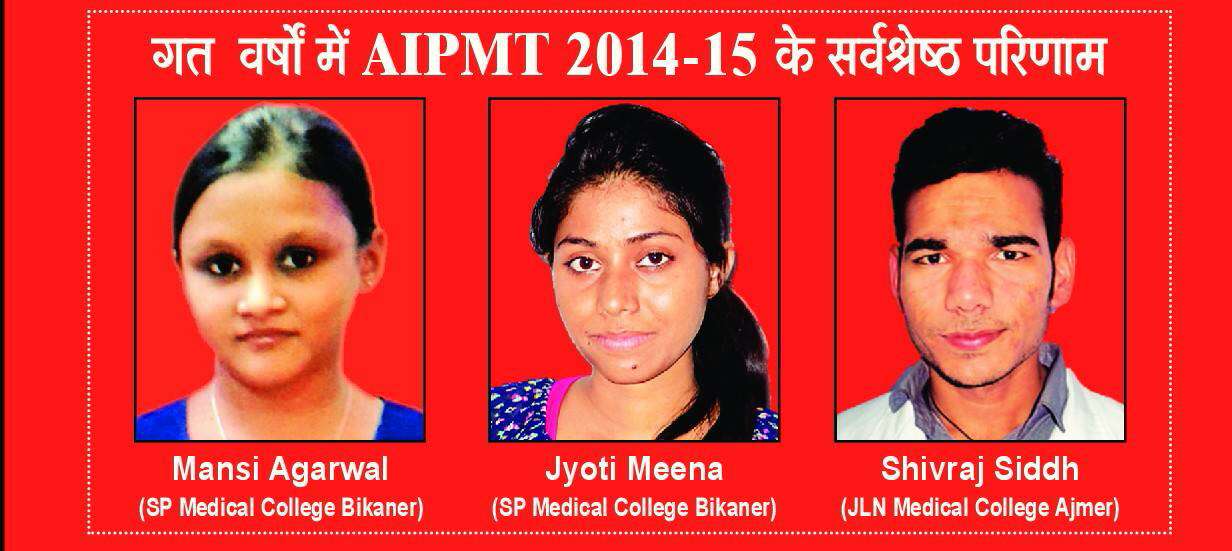 गत वर्षों में AIPMT 2014-15 के सर्वश्रेष्ठ परिणाम
Mansi Agarwal
(SP Medical College Bikaner)
Jyoti Meena
(SP Medical College Bikaner)
Shivraj Siddh
(JLN Medical College Ajmer)